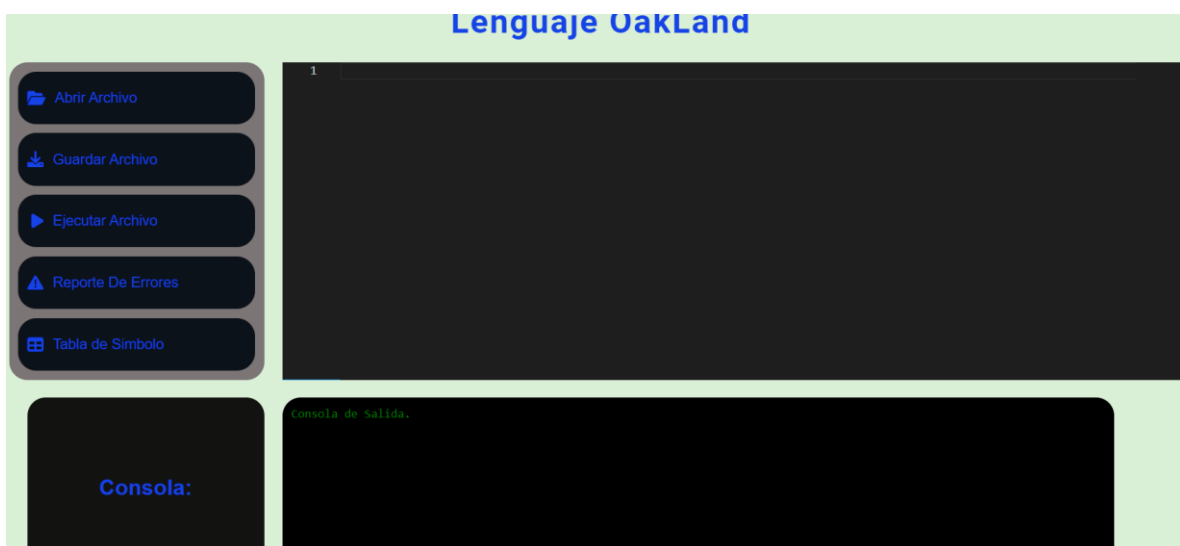 Lenguaje OakLand
Abrir Archivo
Guardar Archivo
Ejecutar Archivo
Reporte De Errores
Tabla de Simbolo
1
Consola:
Consola de Salida.